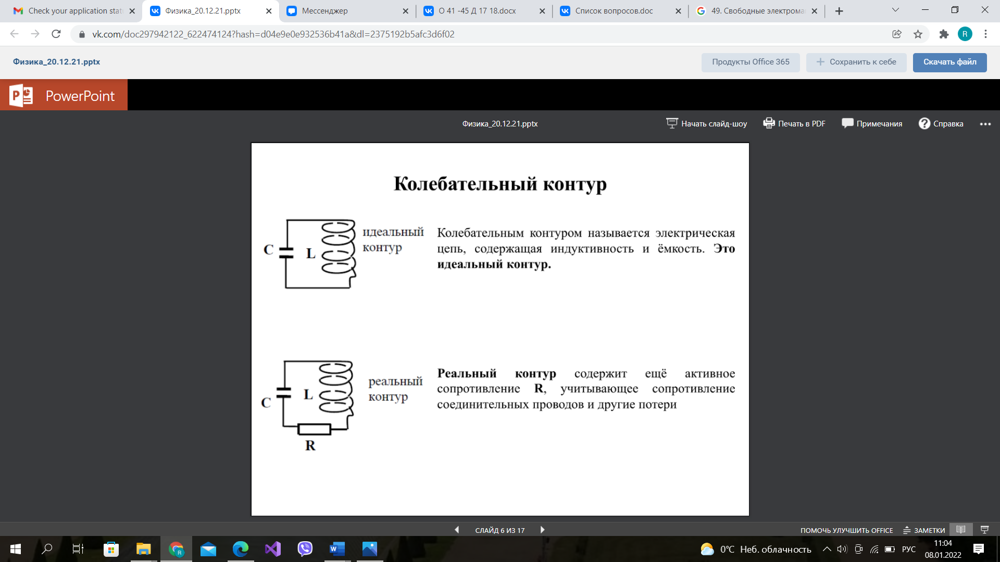 Check your application stat
Физика_20.12.21.pptx
Мессенджер
О 41 -45 Д 17 18.docx
Список вопросов.doc
49. Свободные электрома
vk.com/doc297942122_622474124?hash=d04e9e0e932536b41a&dl=2375192b5afc3d6f02
R
Физика_20.12.21.pptx
Продукты Office 365
Сохранить к себе
Скачать файл
PowerPoint
Физика_20.12.21.pptx
Начать слайд-шоу
Печать в PDF
Примечания
Справка
Колебательный контур
C
L
идеальный
контур
Колебательным контуром называется электрическая
цепь, содержащая индуктивность и ёмкость. Это
идеальный контур.
C
L
R
реальный
контур
Реальный контур содержит ещё активное
сопротивление R, учитывающее сопротивление
соединительных проводов и другие потери
СЛАЙД 6 ИЗ 17
ПОМОЧЬ УЛУЧШИТЬ OFFICE
ЗАМЕТКИ
0°C Неб. облачность
РУС
11:04
08.01.2022